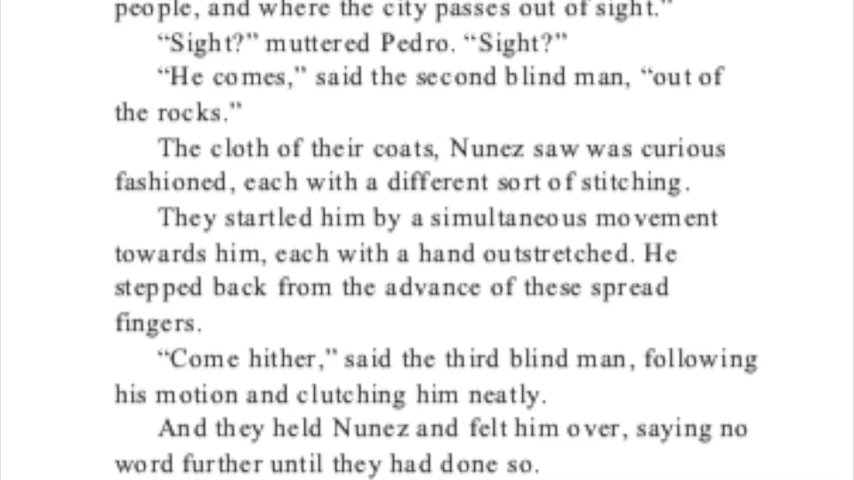 people, and where the city passes out of sight.”
“Sight?” muttered Pedro. “Sight?”
“He comes,” said the second blind man, “out of
the rocks.”
The cloth of their coats, Nunez saw was curious
fashioned, each with a different sort of stitching.
They startled him by a simultaneous movement
towards him, each with a hand outstretched. He
stepped back from the advance of these spread
fingers.
“Come hither,” said the third blind man, following
his motion and clutching him neatly.
And they held Nunez and felt him over, saying no
word further until they had done so.